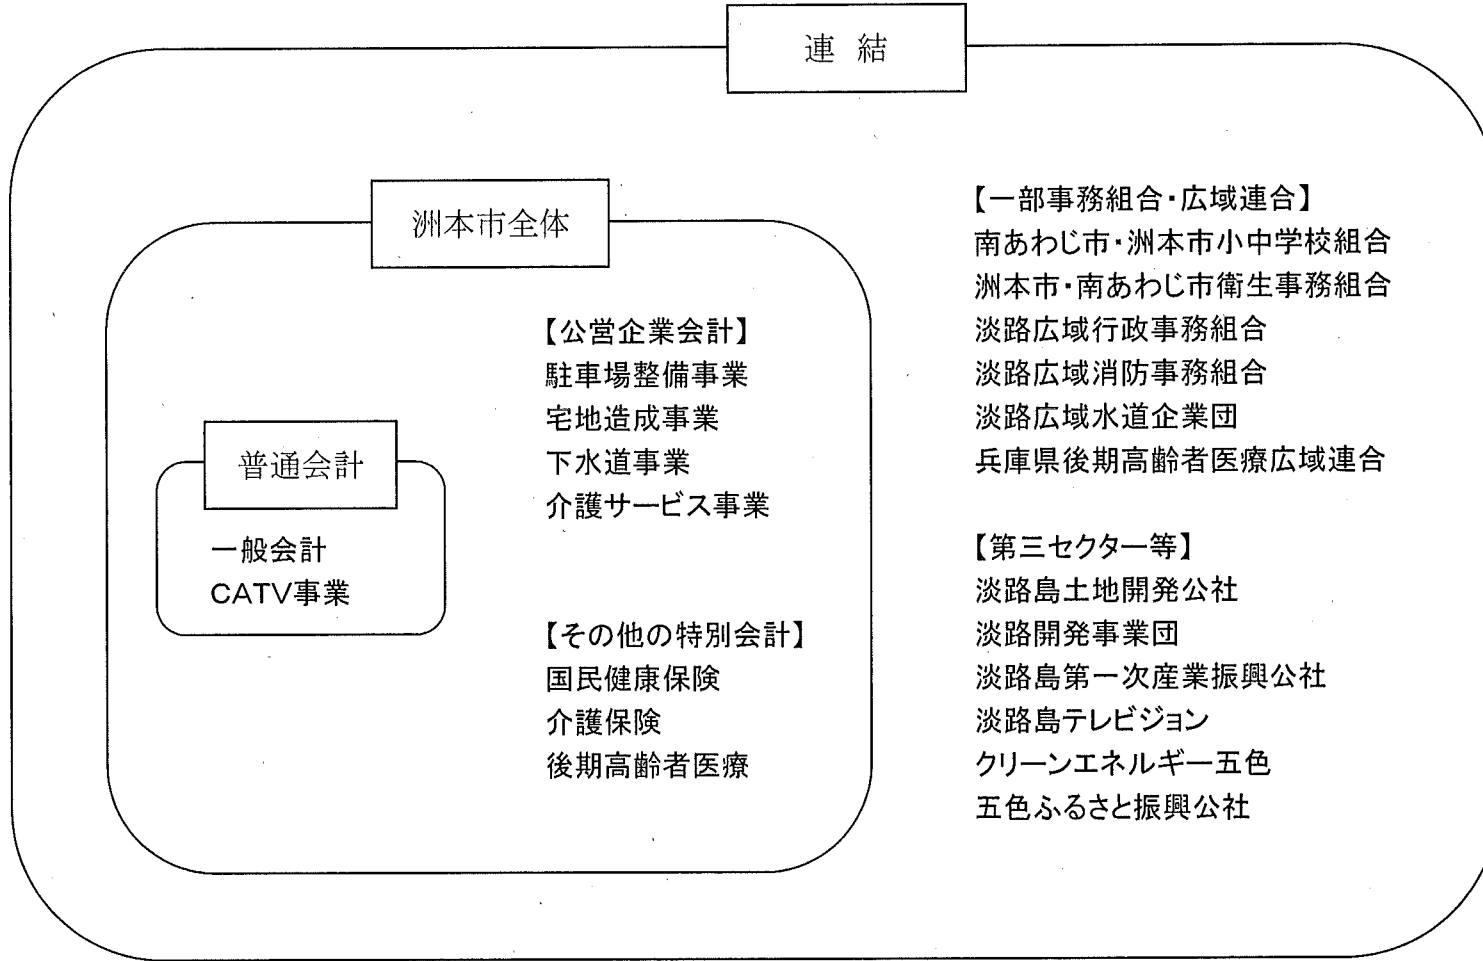 連 結
洲本市全体
普通会計
一般会計
CATV事業
【公営企業会計】
駐車場整備事業
宅地造成事業
下水道事業
介護サービス事業
【その他の特別会計】
国民健康保険
介護保険
後期高齢者医療
【一部事務組合・広域連合】
南あわじ市・洲本市小中学校組合
洲本市・南あわじ市衛生事務組合
淡路広域行政事務組合
淡路広域消防事務組合
淡路広域水道企業団
兵庫県後期高齢者医療広域連合
【第三セクター等】
淡路島土地開発公社
淡路開発事業団
淡路島第一次産業振興公社
淡路島テレビジョン
クリーンエネルギー五色
五色ふるさと振興公社